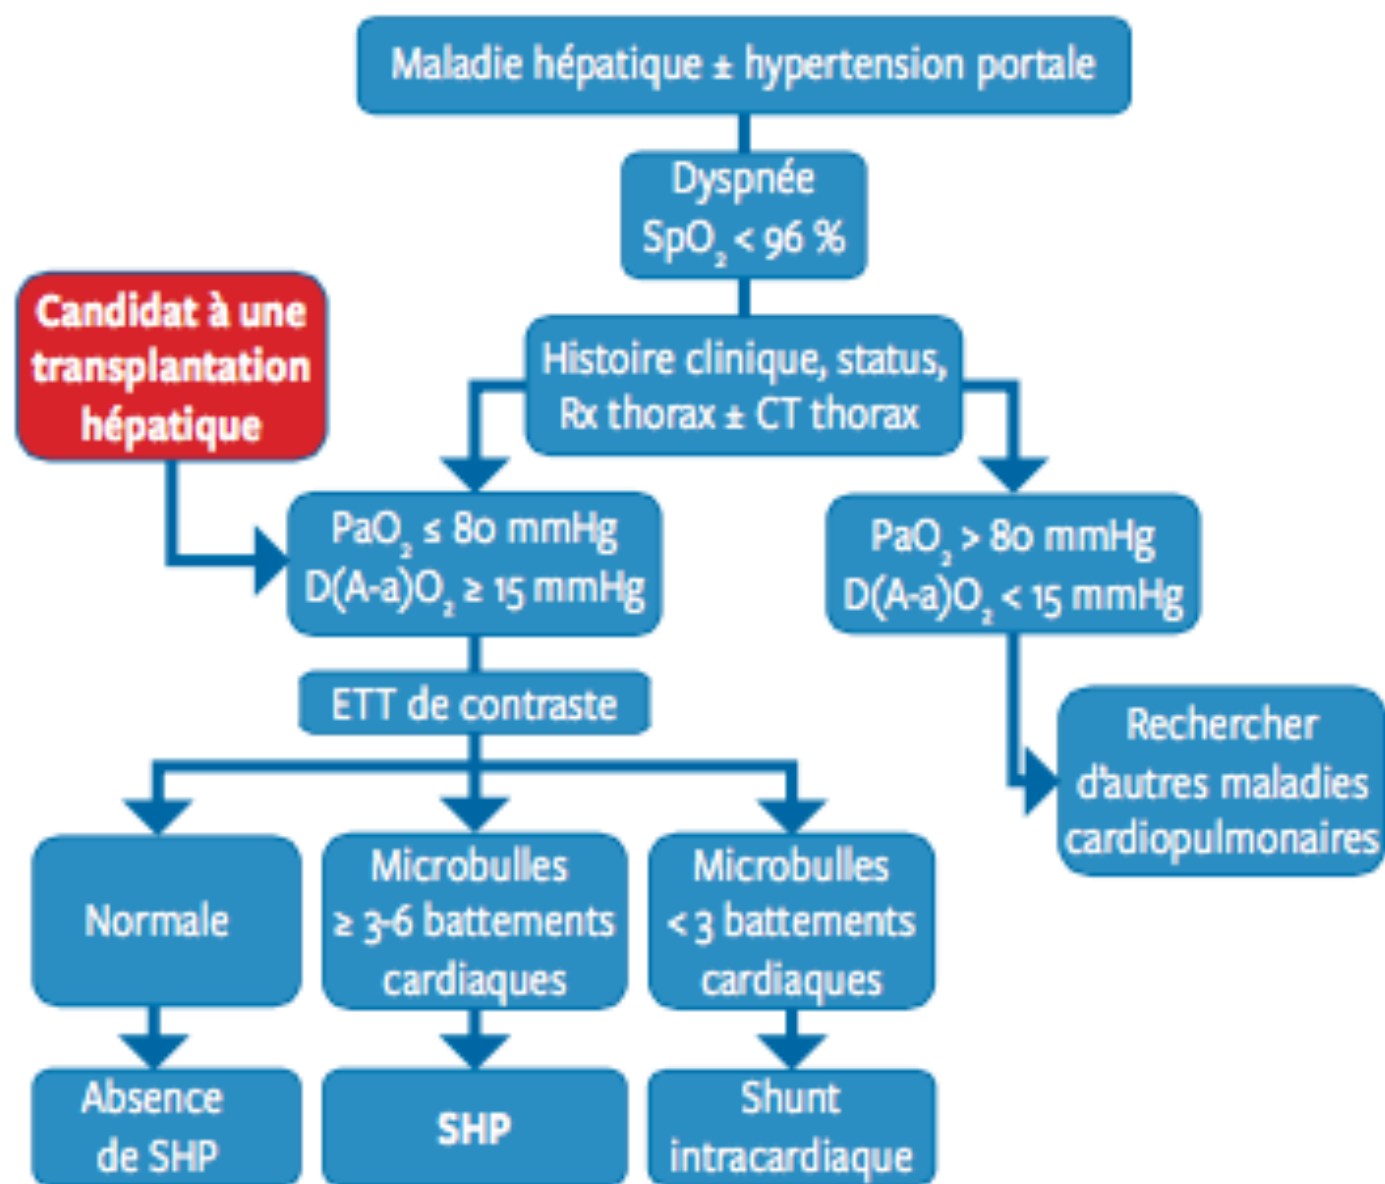 Maladie hépatique ± hypertension portale
Dyspnée
SpO₂ < 96 %
Candidat à une
transplantation
hépatique
Histoire clinique, status,
Rx thorax ± CT thorax
PaO₂ ≤ 80 mmHg
D(A-a)O₂ ≥ 15 mmHg
PaO₂ > 80 mmHg
D(A-a)O₂ < 15 mmHg
ETT de contraste
Rechercher
d'autres maladies
cardiopulmonaires
Normale
Microbulles
≥ 3-6 battements
cardiaques
Microbulles
< 3 battements
cardiaques
Absence
de SHP
SHP
Shunt
intracardiaque